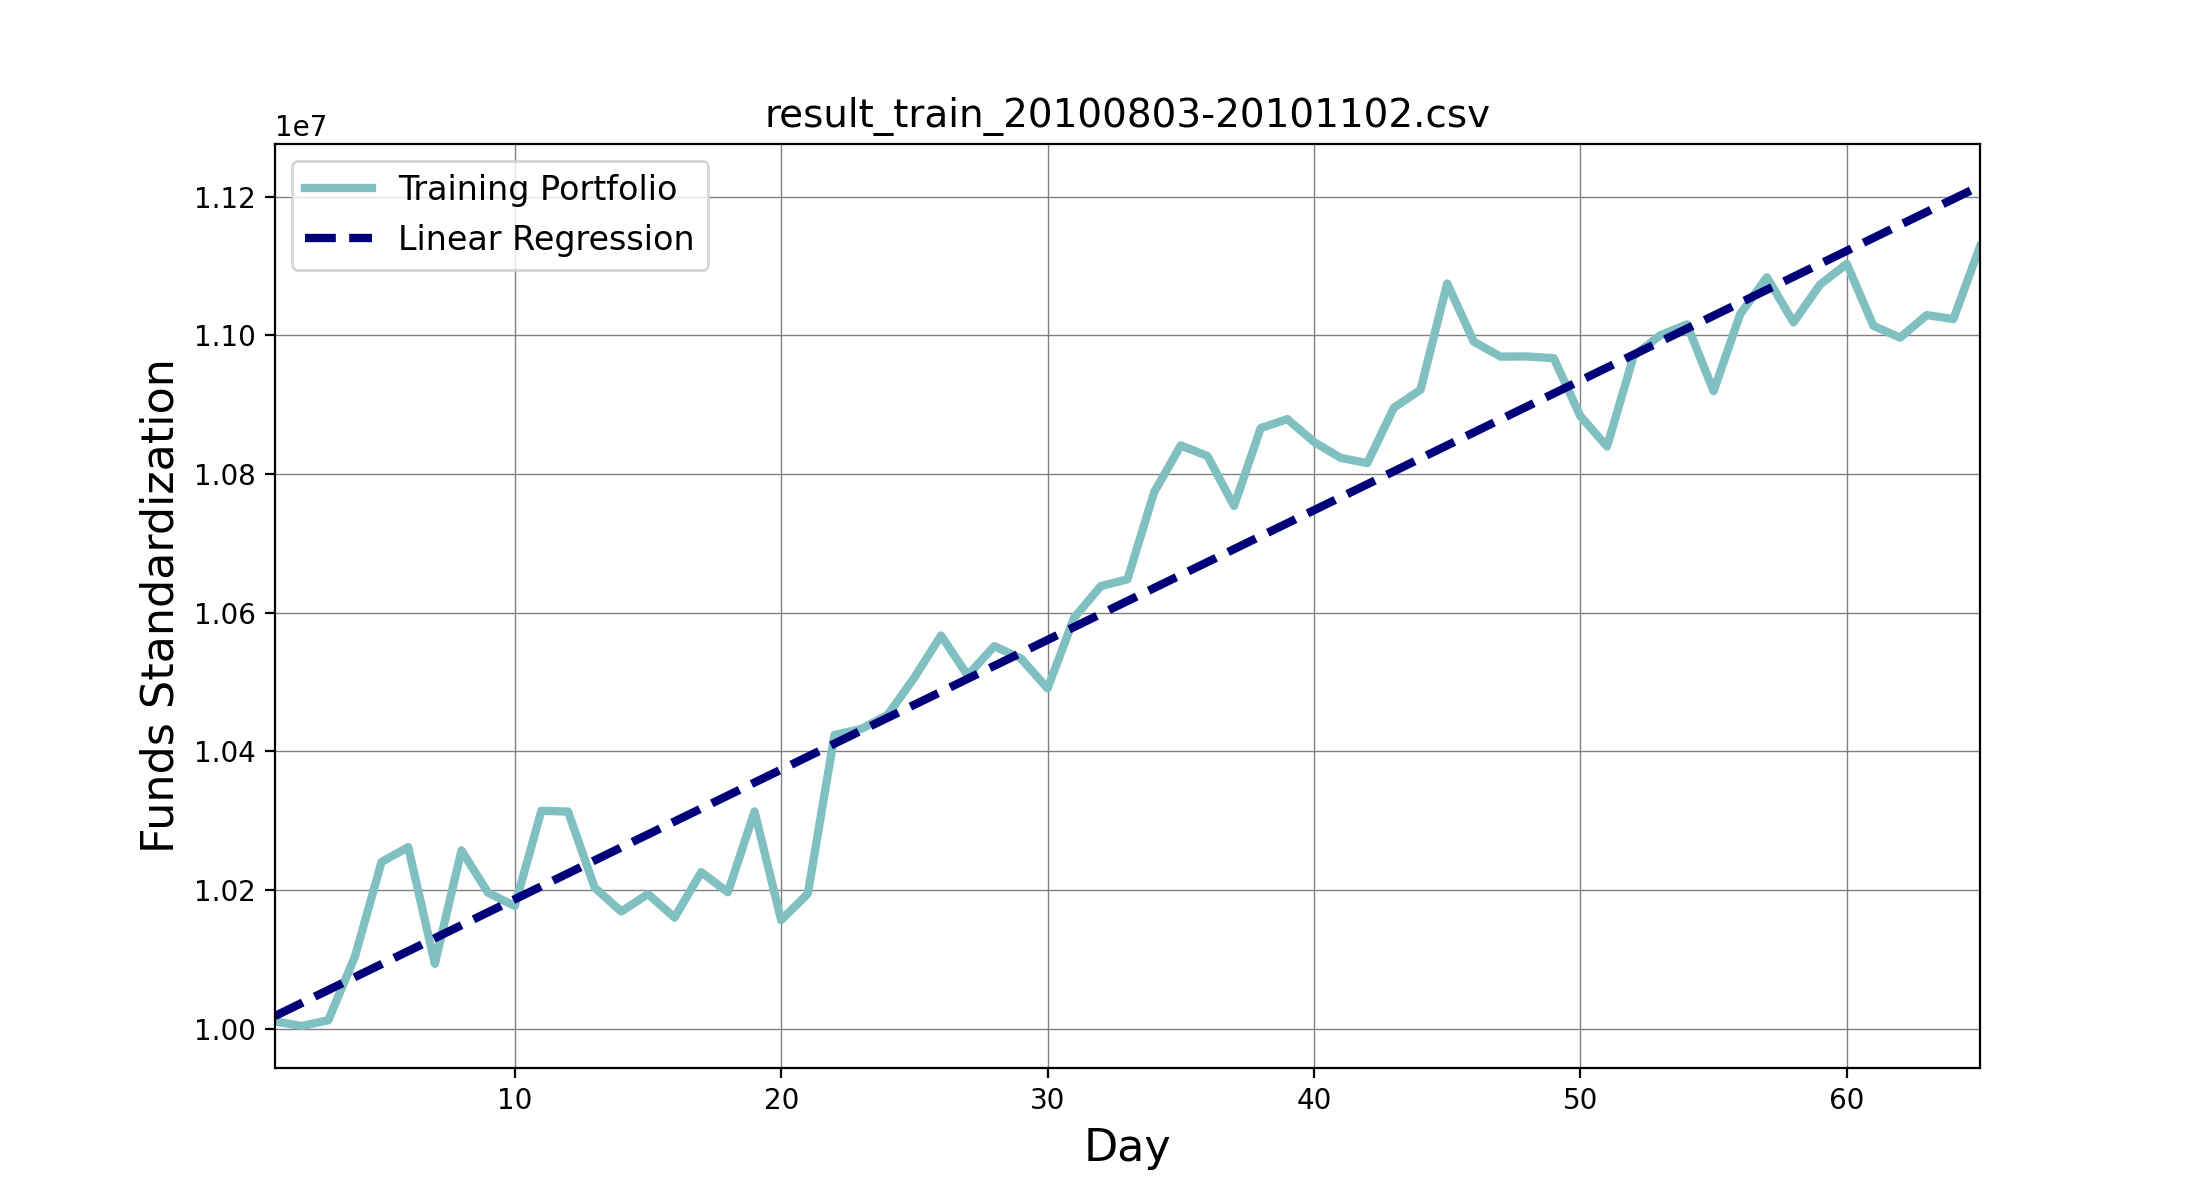 result_train_20100803-20101102.csv
1e7
Training Portfolio
Linear Regression
1.12
1.10
1.08
1.06
1.04
1.02
1.00
Funds Standardization
10 20 30 40 50 60
Day